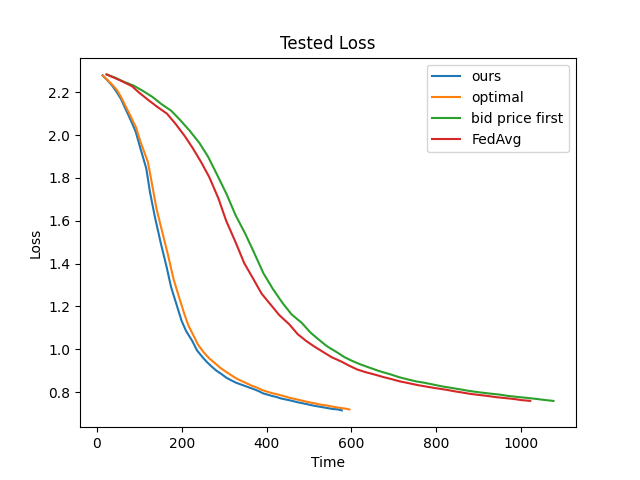 Tested Loss
ours
optimal
bid price first
FedAvg
2.2
2.0
1.8
1.6
1.4
1.2
1.0
0.8
Loss
0 200 400 600 800 1000
Time